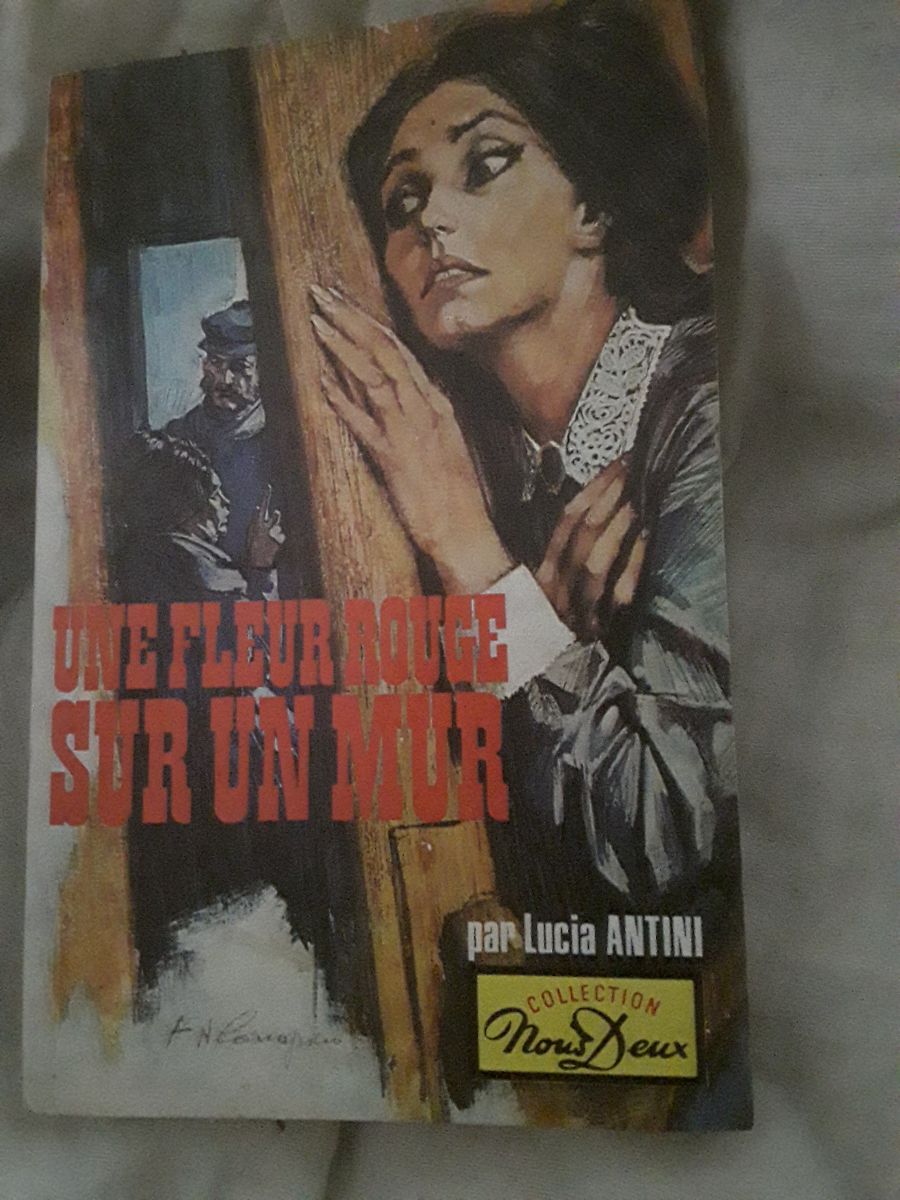 UNE FLEUR ROUGE
SUR UN MUR
par Lucia ANTINI
COLLECTION
Nous Deux